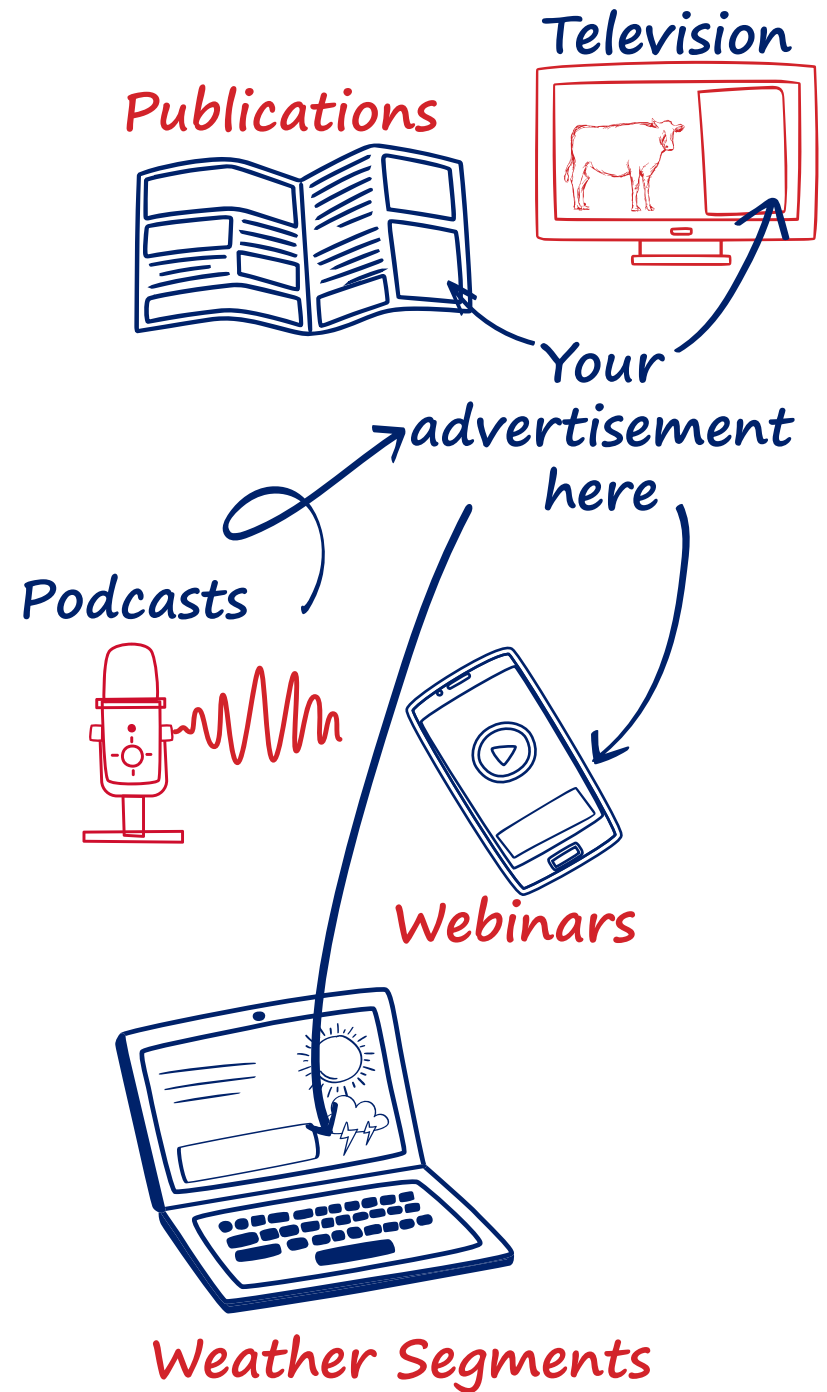 Television
Publications
Your
advertisement
here
Podcasts
Webinars
Weather Segments